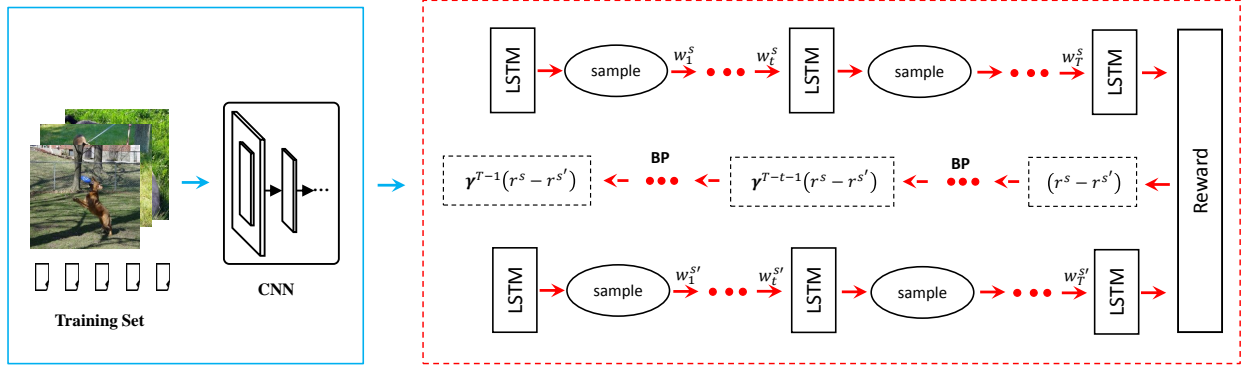 LSTM
sample
w_1^s
w_t^s
LSTM
sample
w_T^s
LSTM
Reward
CNN
Training Set
γ^{T-1}(r^s − r^{s′})
BP
γ^{T-t-1}(r^s − r^{s′})
BP
(r^s − r^{s′})
LSTM
sample
w_1^{s′}
w_t^{s′}
LSTM
sample
w_T^{s′}
LSTM